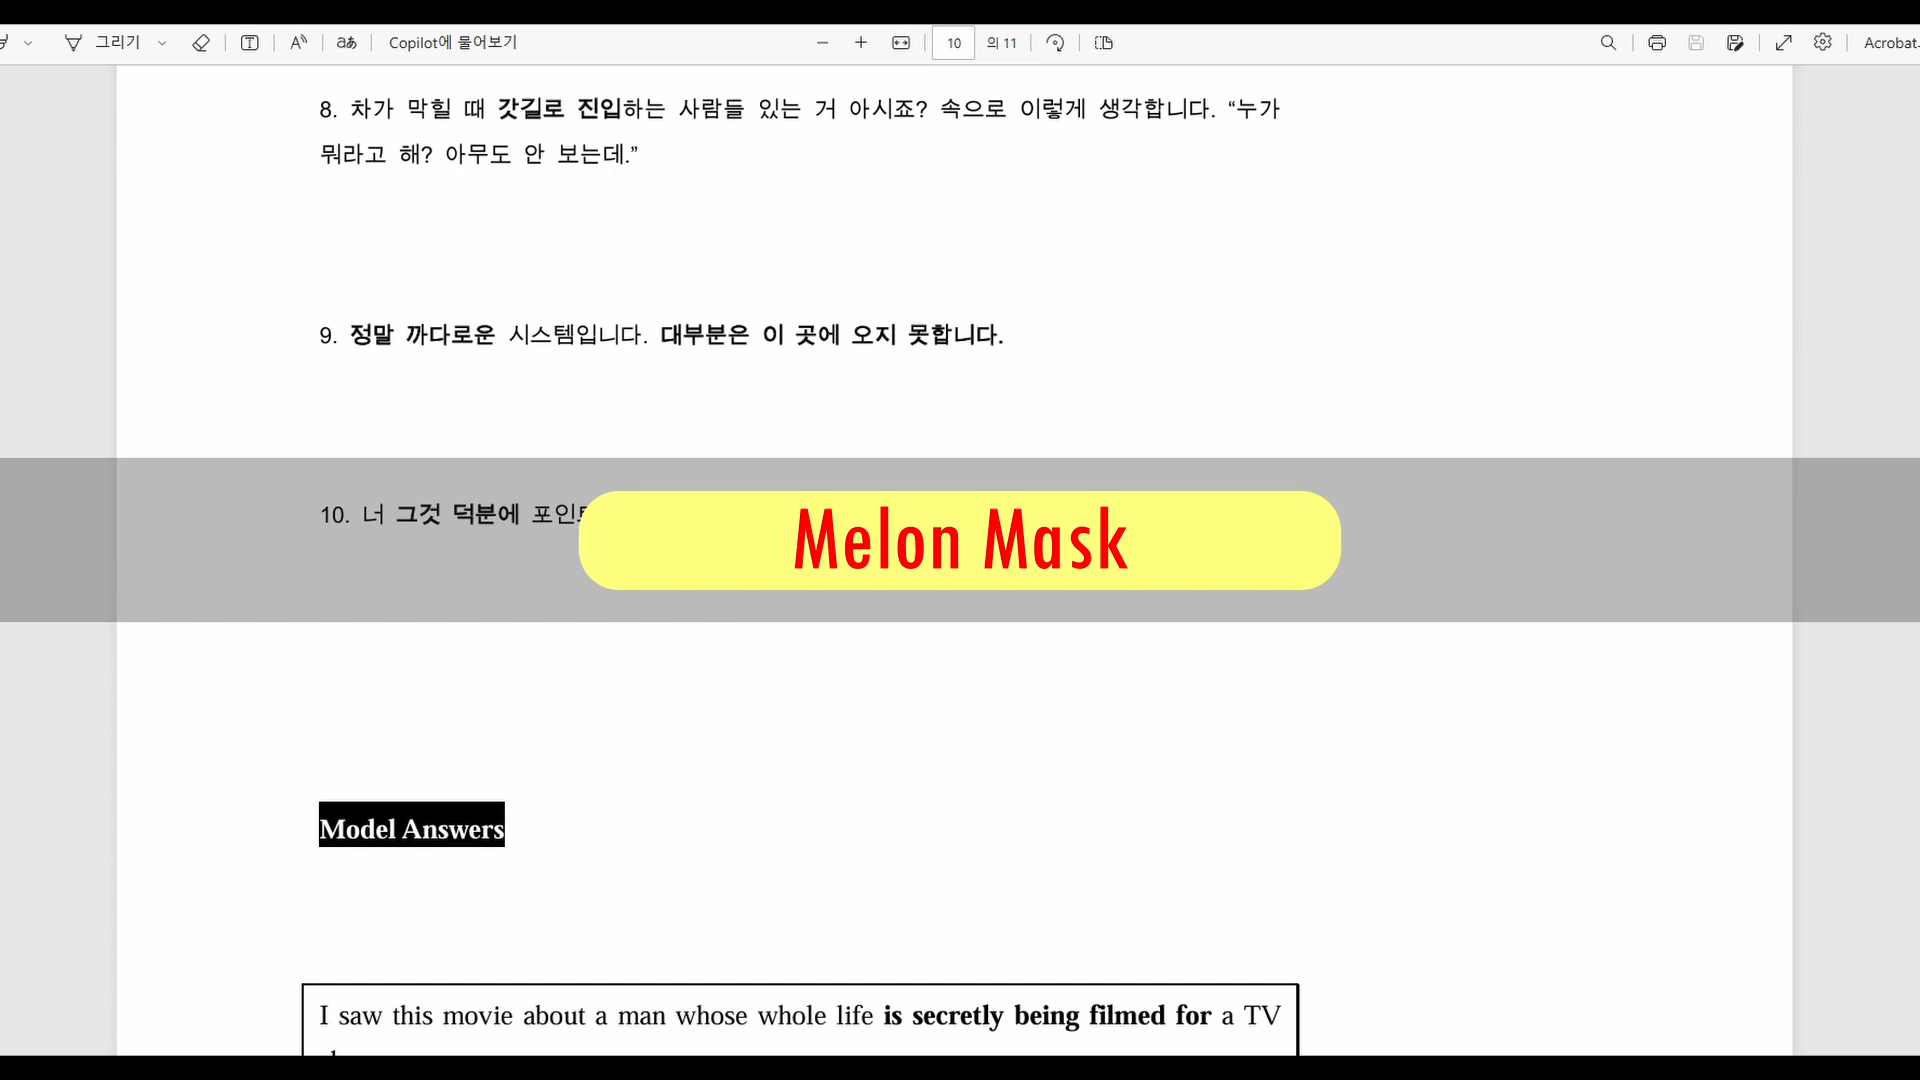 그리기 Copilot에 물어보기 10 의 11 Acrobat
8. 차가 막힐 때 갓길로 진입하는 사람들 있는 거 아시죠? 속으로 이렇게 생각합니다. “누가
뭐라고 해? 아무도 안 보는데.”
9. 정말 까다로운 시스템입니다. 대부분은 이 곳에 오지 못합니다.
10. 너 그것 덕분에
Melon Mask
Model Answers
I saw this movie about a man whose whole life is secretly being filmed for a TV